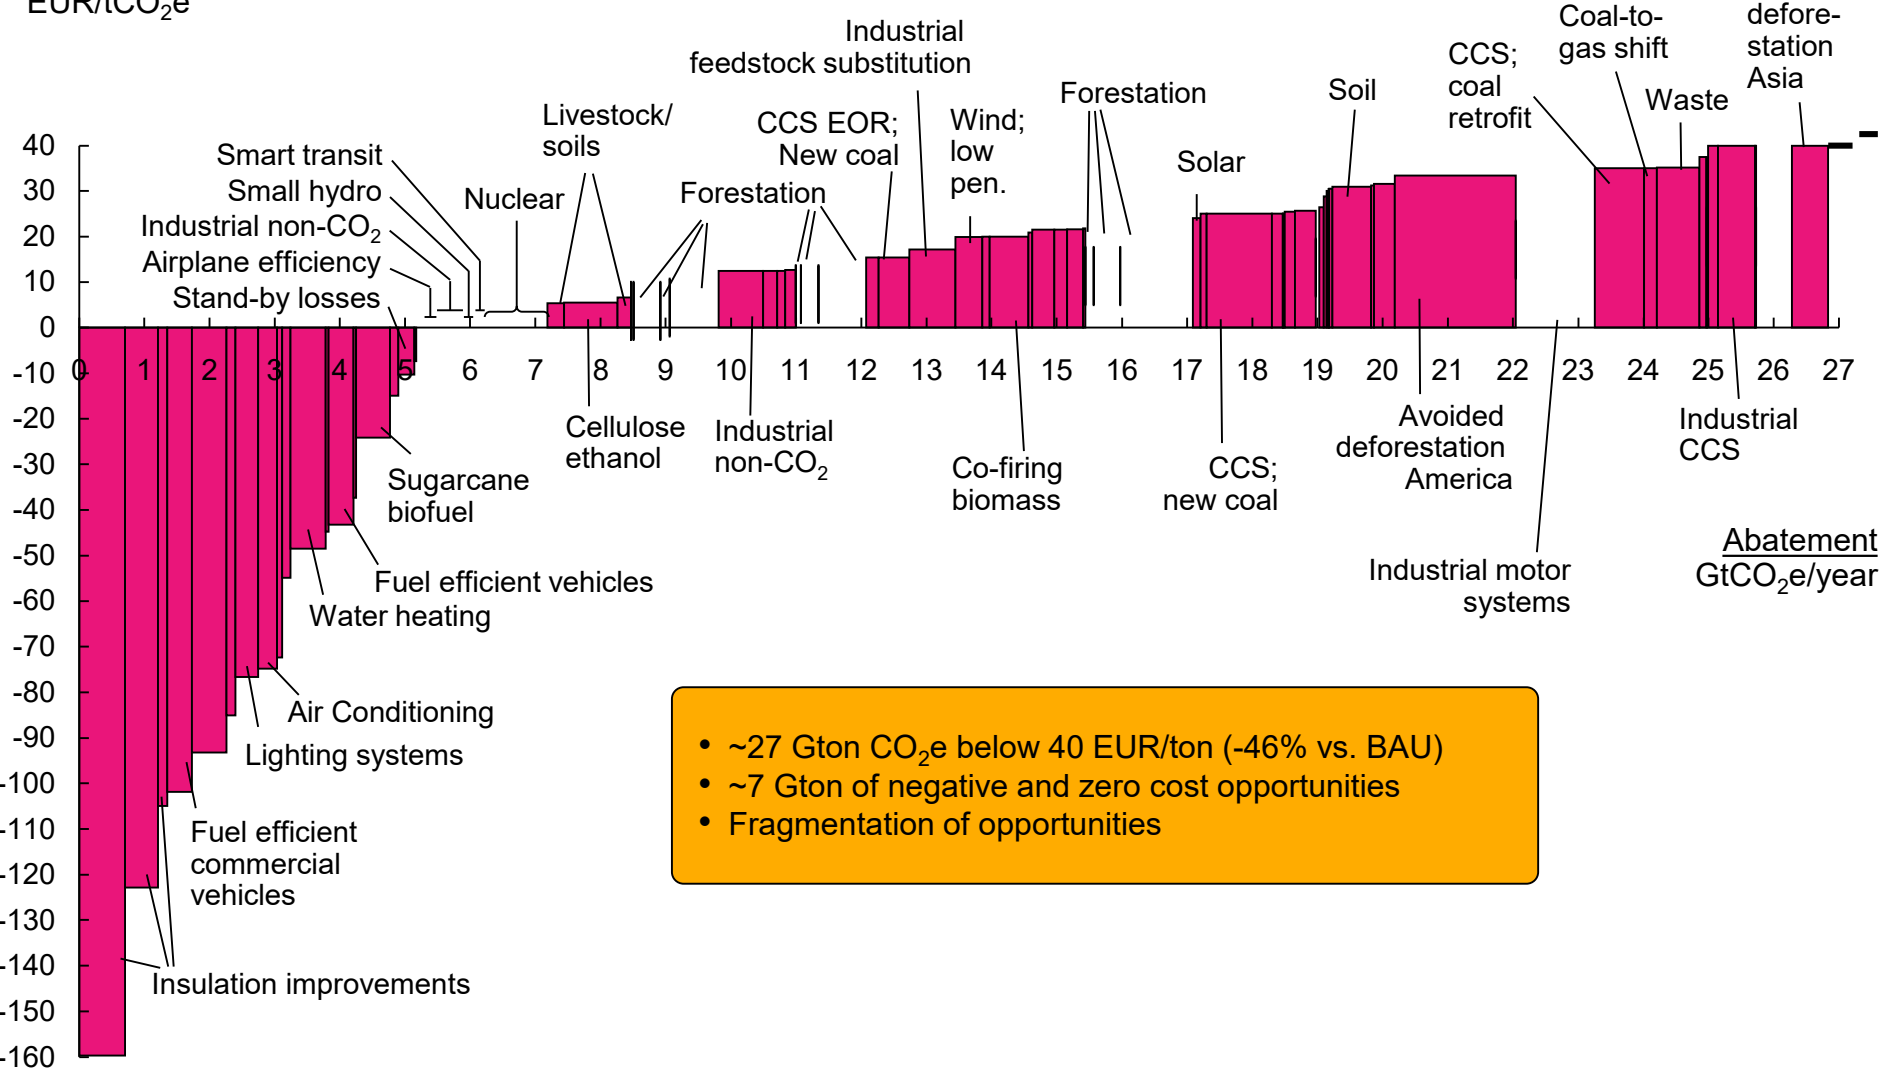 EUR/tCO2e
Industrial
feedstock substitution
Coal-to-
gas shift
defore-
station
Asia
CCS;
coal
retrofit
Waste
Soil
Forestation
Livestock/
soils
CCS EOR;
New coal
Wind;
low
pen.
Solar
Smart transit
Small hydro
Industrial non-CO2
Airplane efficiency
Stand-by losses
Nuclear
Forestation
40
30
20
10
0
-10
-20
-30
-40
-50
-60
-70
-80
-90
-100
-110
-120
-130
-140
-150
-160
0 1 2 3 4 5 6 7 8 9 10 11 12 13 14 15 16 17 18 19 20 21 22 23 24 25 26 27
Cellulose
ethanol
Industrial
non-CO2
Co-firing
biomass
CCS;
new coal
Avoided
deforestation
America
Industrial
CCS
Industrial motor
systems
Abatement
GtCO2e/year
Sugarcane
biofuel
Fuel efficient vehicles
Water heating
Air Conditioning
Lighting systems
Fuel efficient
commercial
vehicles
Insulation improvements
• ~27 Gton CO2e below 40 EUR/ton (-46% vs. BAU)
• ~7 Gton of negative and zero cost opportunities
• Fragmentation of opportunities